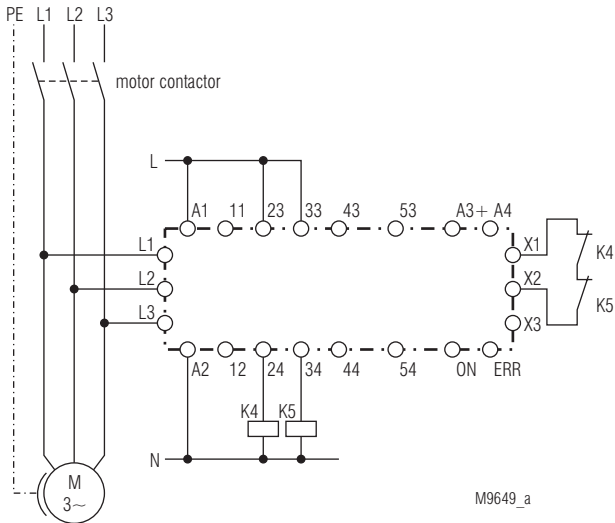 PE L1 L2 L3
motor contactor
L
A1 11 23 33 43 53 A3+ A4
L1
X1
K4
L2
X2
K5
L3
X3
A2 12 24 34 44 54 ON ERR
K4 K5
N
M
3~
M9649_a